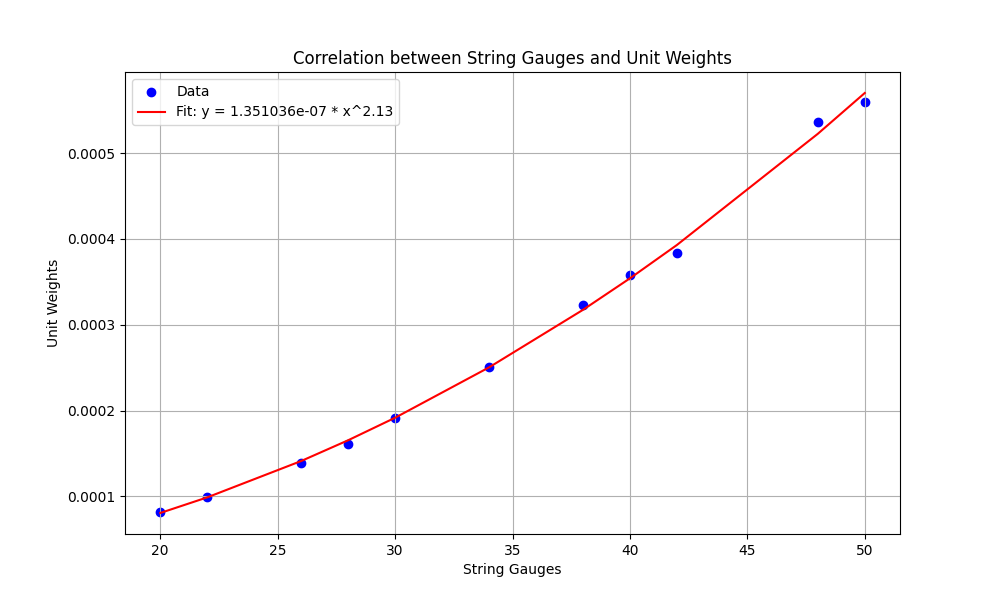 Correlation between String Gauges and Unit Weights
Data
Fit: y = 1.351036e-07 * x^2.13
0.0005
0.0004
0.0003
0.0002
0.0001
Unit Weights
20 25 30 35 40 45 50
String Gauges